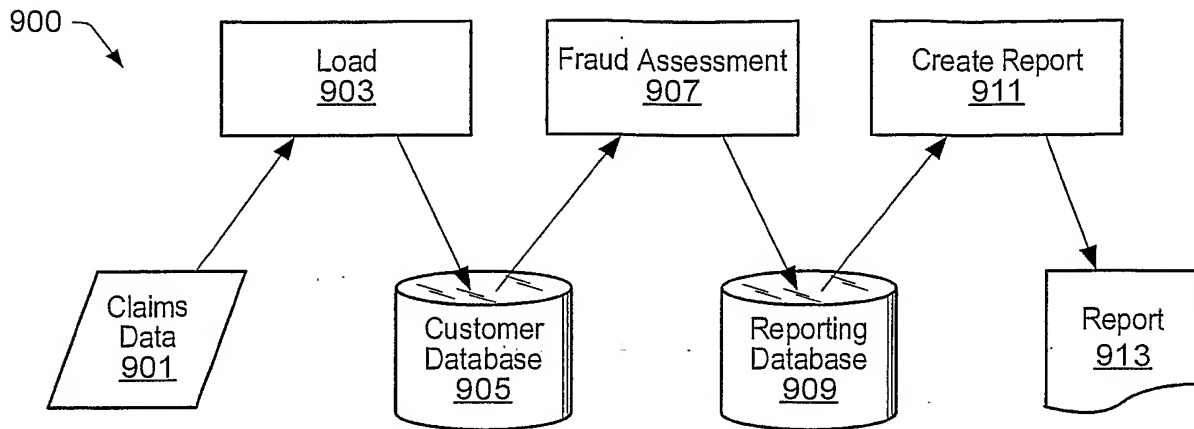 900
Load
903
Fraud Assessment
907
Create Report
911
Claims
Data
901
Customer
Database
905
Reporting
Database
909
Report
913